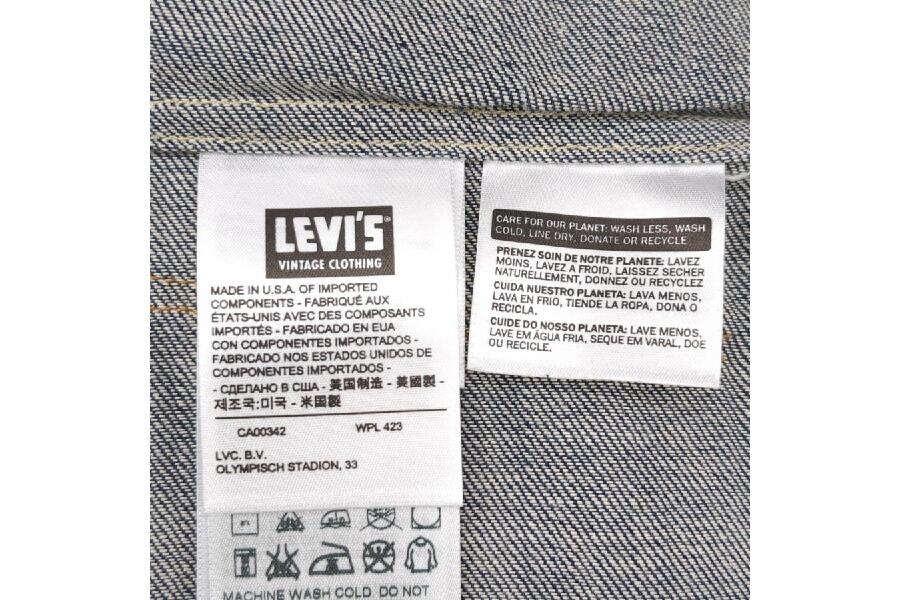 LEVI'S®
VINTAGE CLOTHING
MADE IN U.S.A. OF IMPORTED
COMPONENTS - FABRIQUÉ AUX
ÉTATS-UNIS AVEC DES COMPOSANTS
IMPORTÉS - FABRICADO EN EUA
CON COMPONENTES IMPORTADOS -
FABRICADO NOS ESTADOS UNIDOS DE
COMPONENTES IMPORTADOS -
- СДЕЛАНО В США - 美国制造 - 美國製 -
제조국:미국 - 米国製
CA00342 WPL 423
LVC. B.V.
OLYMPISCH STADION, 33
MACHINE WASH COLD. DO NOT
CARE FOR OUR PLANET: WASH LESS, WASH
COLD, LINE DRY, DONATE OR RECYCLE
PRENEZ SOIN DE NOTRE PLANETE: LAVEZ
MOINS, LAVEZ A FROID, LAISSEZ SECHER
NATURELLEMENT, DONNEZ OU RECYCLEZ
CUIDA NUESTRO PLANETA: LAVA MENOS,
LAVA EN FRIO, TIENDE LA ROPA, DONA O
RECICLA.
CUIDE DO NOSSO PLANETA: LAVE MENOS,
LAVE EM ÁGUA FRIA, SEQUE EM VARAL, DOE
OU RECICLE.